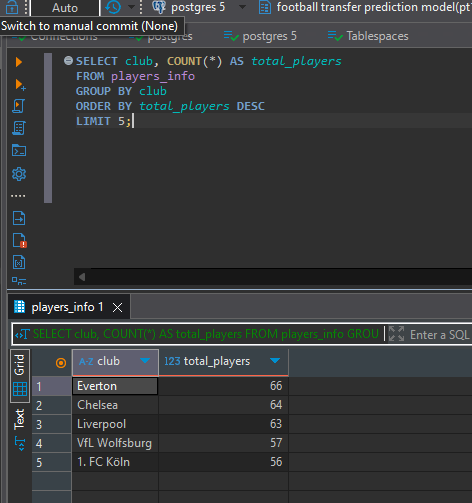 Auto
postgres 5
football transfer prediction model(pt
Switch to manual commit (None)
Connections
postgres
postgres 5
Tablespaces
SELECT club, COUNT(*) AS total_players
FROM players_info
GROUP BY club
ORDER BY total_players DESC
LIMIT 5;
players_info 1
SELECT club, COUNT(*) AS total_players FROM players_info GROU
Enter a SQL
Grid
Text
A-Z club
123 total_players
1 Everton 66
2 Chelsea 64
3 Liverpool 63
4 VfL Wolfsburg 57
5 1. FC Köln 56